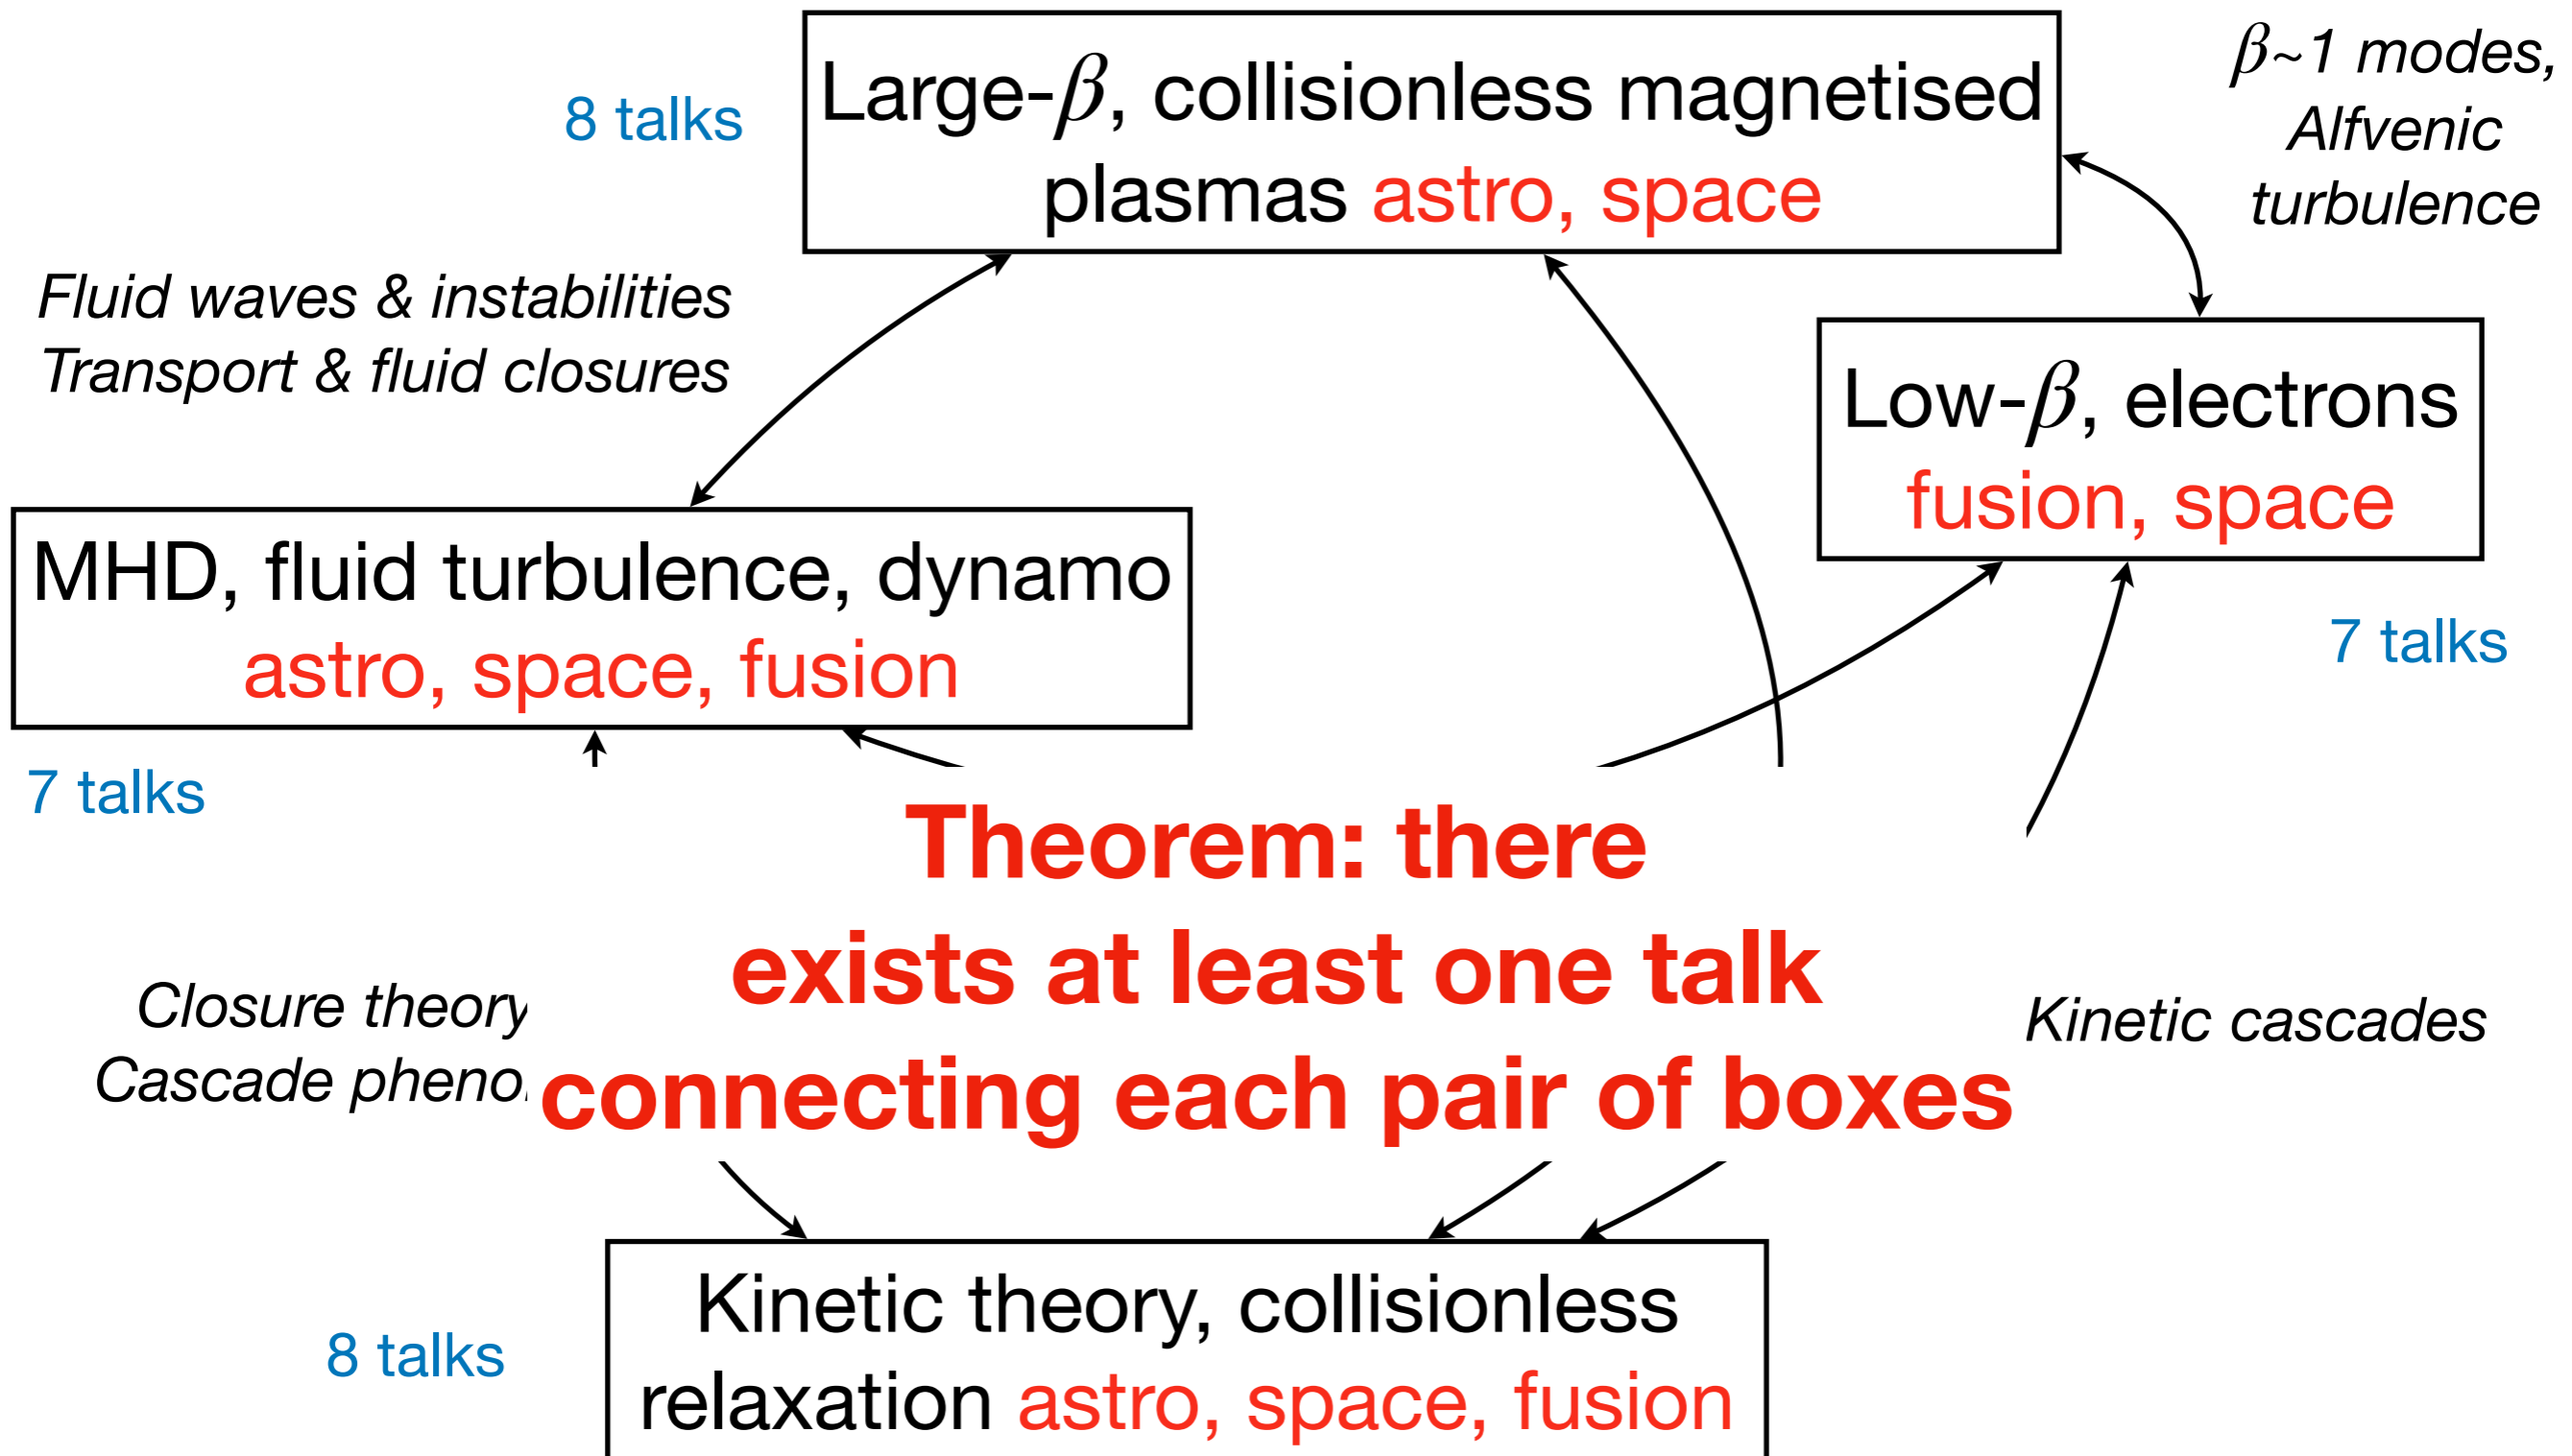 8 talks
Large-β, collisionless magnetised
plasmas astro, space
β~1 modes,
Alfvenic
turbulence
Fluid waves & instabilities
Transport & fluid closures
Low-β, electrons
fusion, space
7 talks
MHD, fluid turbulence, dynamo
astro, space, fusion
7 talks
Theorem: there
exists at least one talk
connecting each pair of boxes
Closure theory
Cascade pheno
Kinetic cascades
8 talks
Kinetic theory, collisionless
relaxation astro, space, fusion